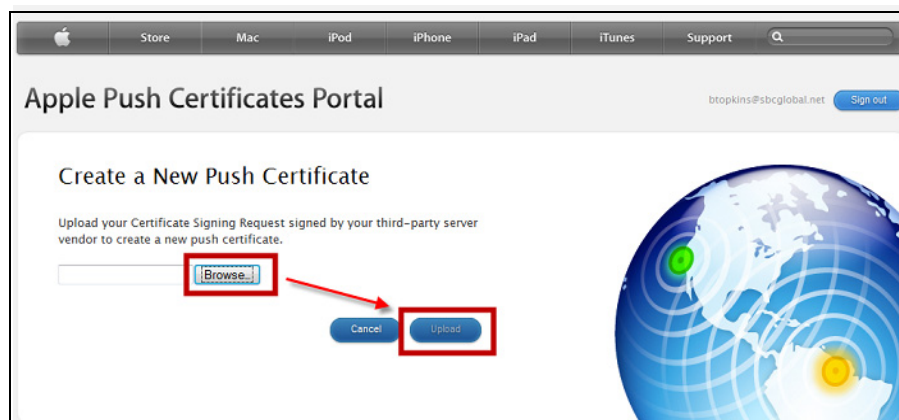 Store Mac iPod iPhone iPad iTunes Support
Apple Push Certificates Portal
btopkins@sbcglobal.net Sign out
Create a New Push Certificate
Upload your Certificate Signing Request signed by your third-party server
vendor to create a new push certificate.
Browse...
Cancel Upload